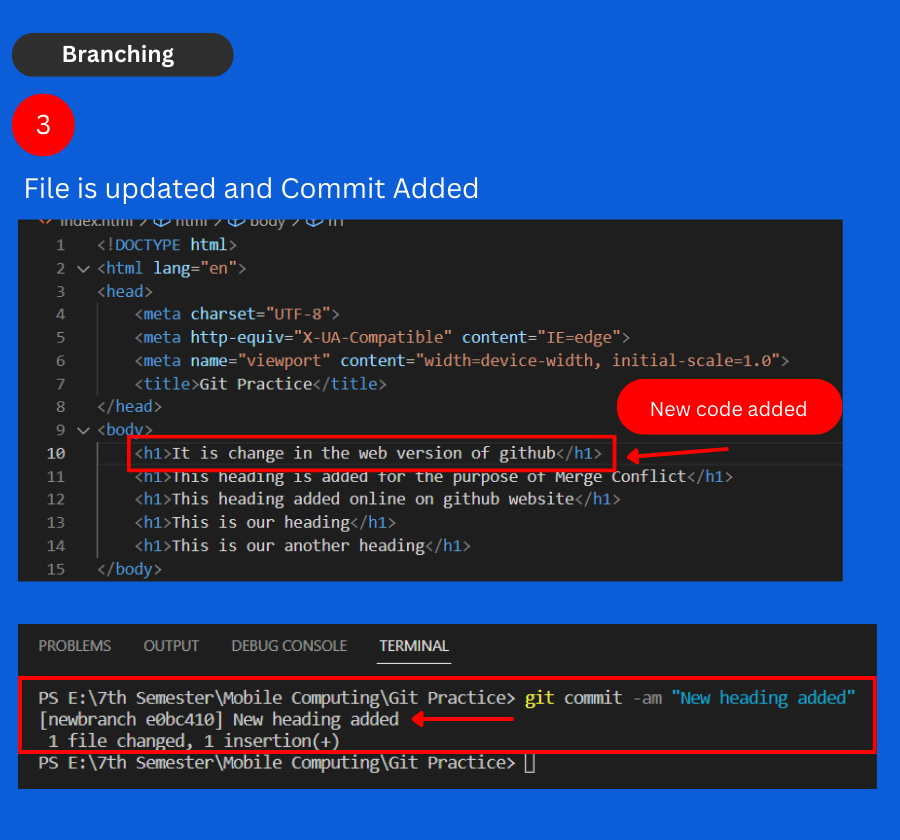 Branching
3
File is updated and Commit Added
index.html > html > body > h1
1 <!DOCTYPE html>
2 <html lang="en">
3 <head>
4 <meta charset="UTF-8">
5 <meta http-equiv="X-UA-Compatible" content="IE=edge">
6 <meta name="viewport" content="width=device-width, initial-scale=1.0">
7 <title>Git Practice</title>
8 </head>
New code added
9 <body>
10 <h1>It is change in the web version of github</h1>
11 <h1>This heading is added for the purpose of Merge Conflict</h1>
12 <h1>This heading added online on github website</h1>
13 <h1>This is our heading</h1>
14 <h1>This is our another heading</h1>
15 </body>
PROBLEMS OUTPUT DEBUG CONSOLE TERMINAL
PS E:\7th Semester\Mobile Computing\Git Practice> git commit -am "New heading added"
[newbranch e0bc410] New heading added
1 file changed, 1 insertion(+)
PS E:\7th Semester\Mobile Computing\Git Practice>